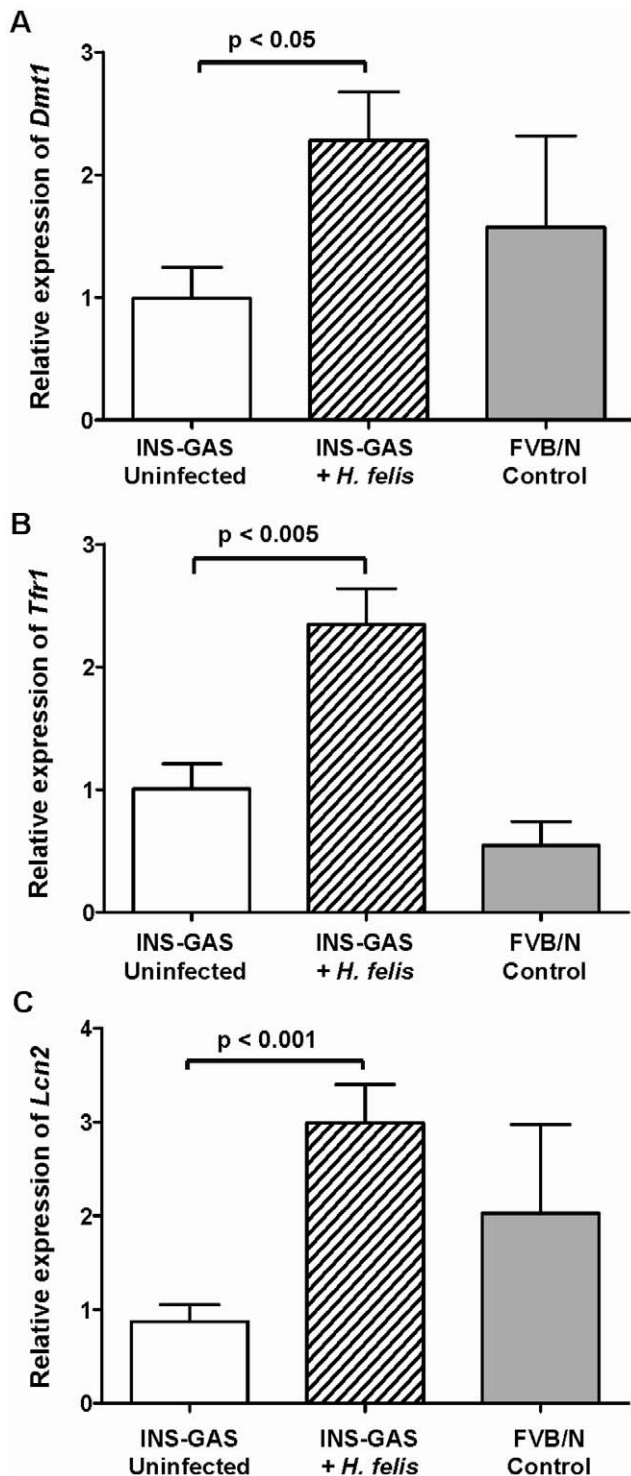 A
Relative expression of Dmt1
p < 0.05
3
2
1
0
INS-GAS
Uninfected
INS-GAS
+ H. felis
FVB/N
Control
B
Relative expression of Tfr1
p < 0.005
3
2
1
0
INS-GAS
Uninfected
INS-GAS
+ H. felis
FVB/N
Control
C
Relative expression of Lcn2
p < 0.001
4
3
2
1
0
INS-GAS
Uninfected
INS-GAS
+ H. felis
FVB/N
Control